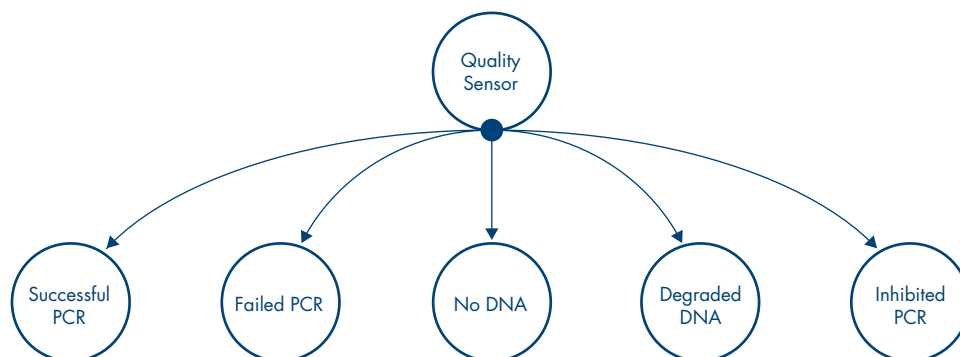 Quality
Sensor
Successful
PCR
Failed PCR
No DNA
Degraded
DNA
Inhibited
PCR